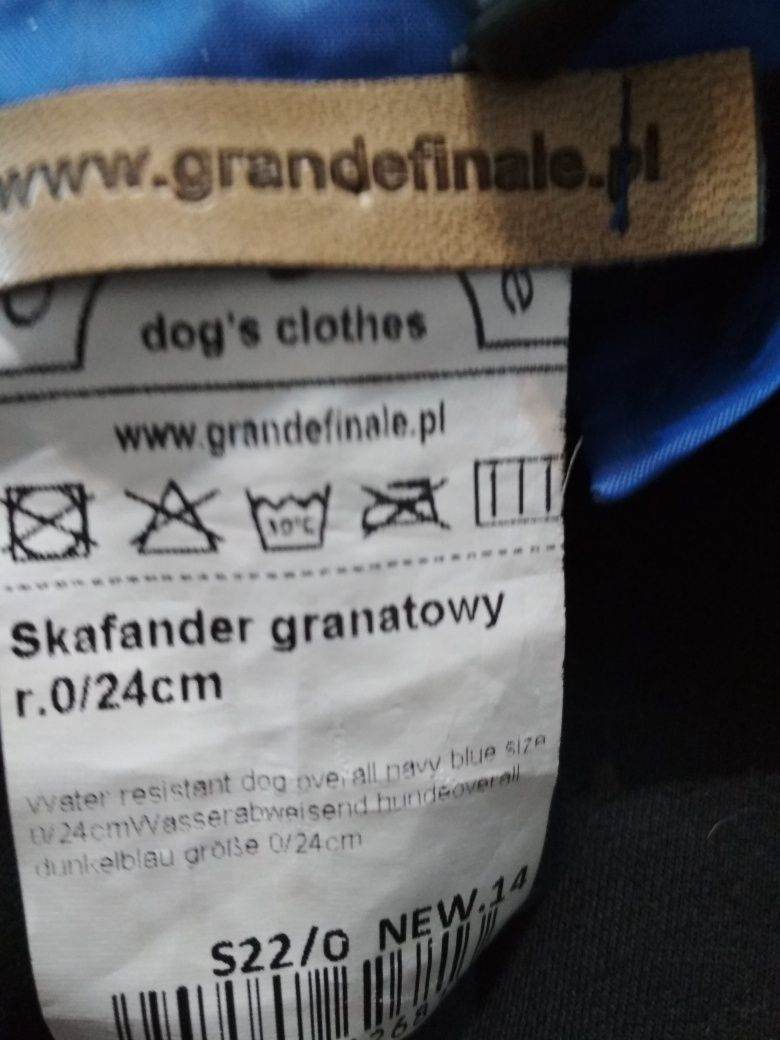 www.grandefinale.pl
dog's clothes
www.grandefinale.pl
Skafander granatowy
r.0/24cm
Water resistant dog overall navy blue size
0/24cmWasserabweisend hundeoverall
dunkelblau größe 0/24cm
S22/0 NEW.14